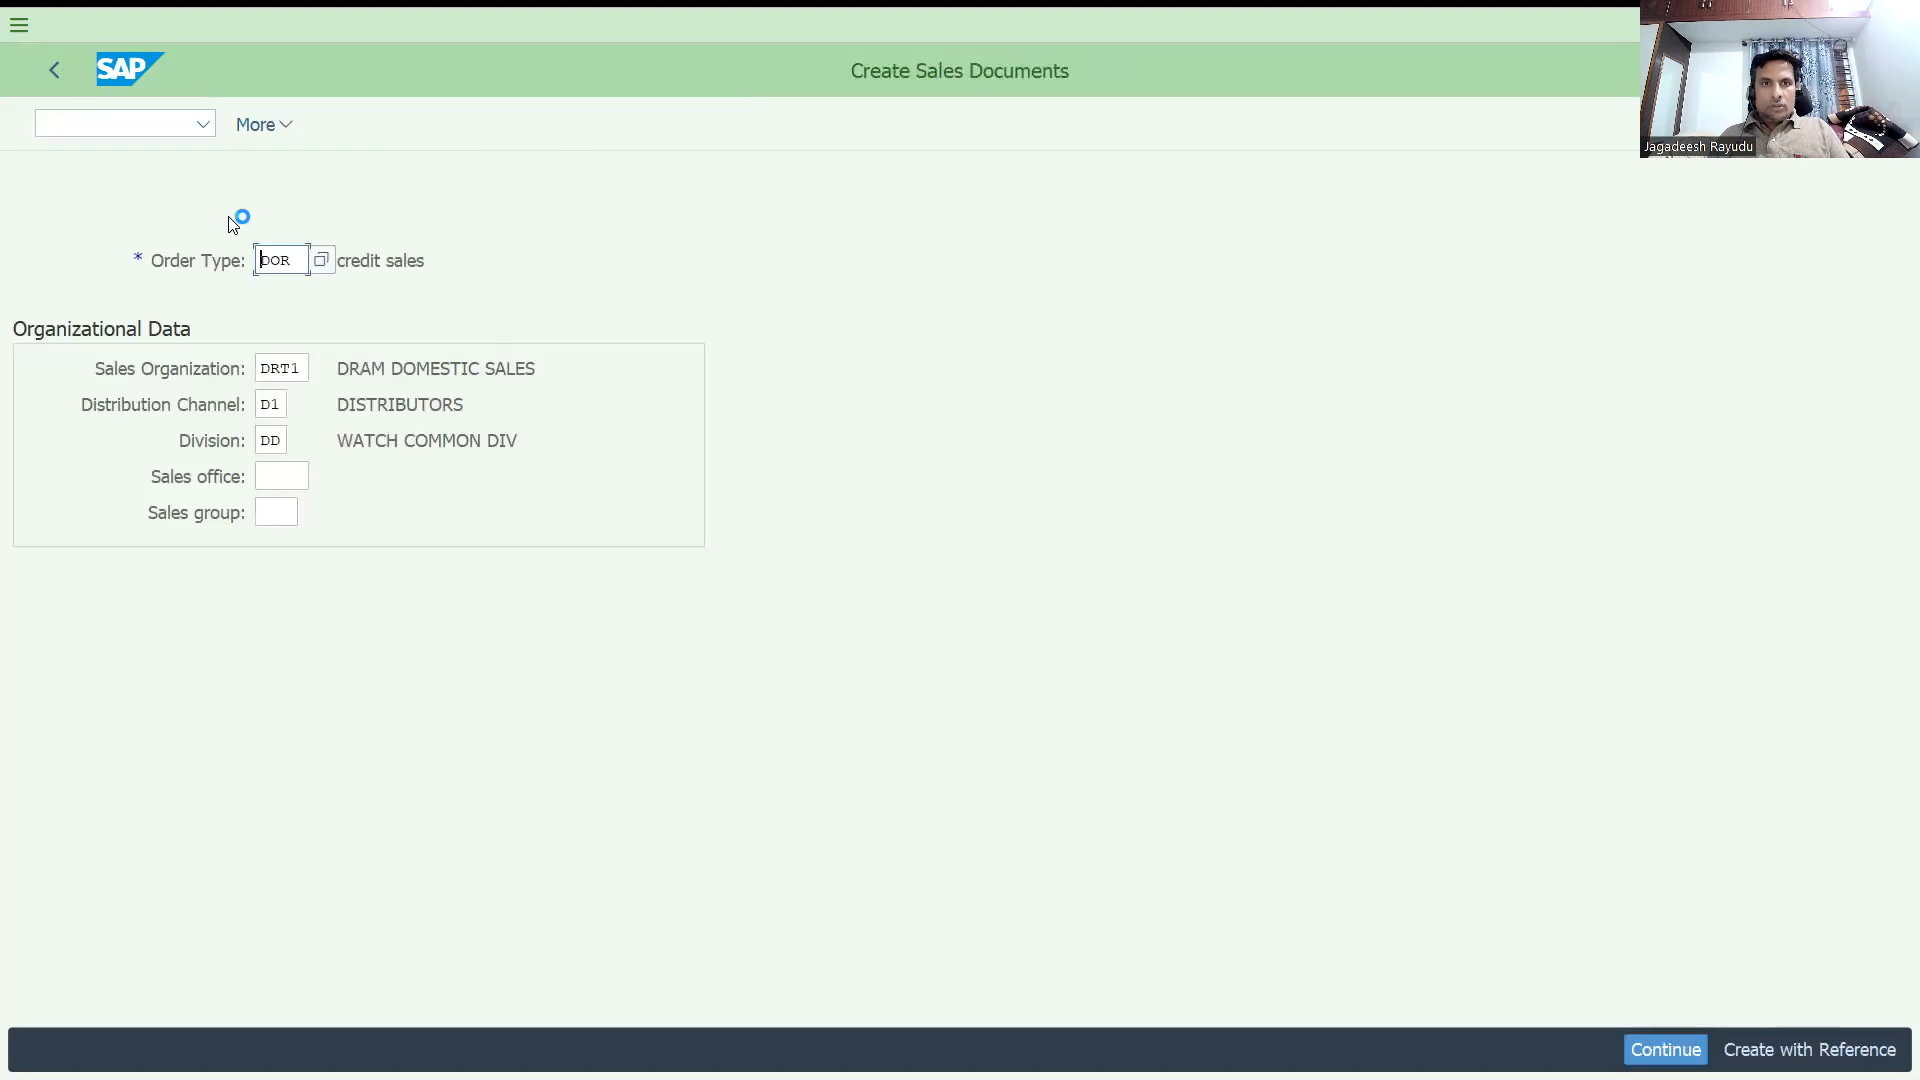 SAP
Create Sales Documents
More
Jagadeesh Rayudu
* Order Type: DOR credit sales
Organizational Data
Sales Organization: DRT1 DRAM DOMESTIC SALES
Distribution Channel: D1 DISTRIBUTORS
Division: DD WATCH COMMON DIV
Sales office:
Sales group:
Continue Create with Reference